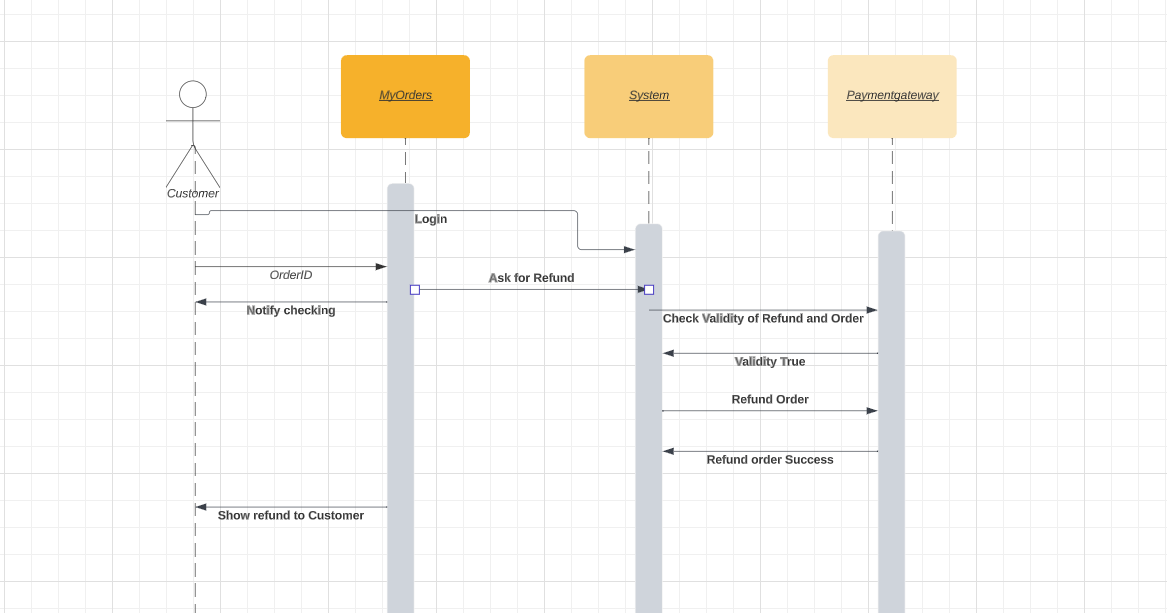 MyOrders
System
Paymentgateway
Customer
Login
OrderID
Ask for Refund
Notify checking
Check Validity of Refund and Order
Validity True
Refund Order
Refund order Success
Show refund to Customer